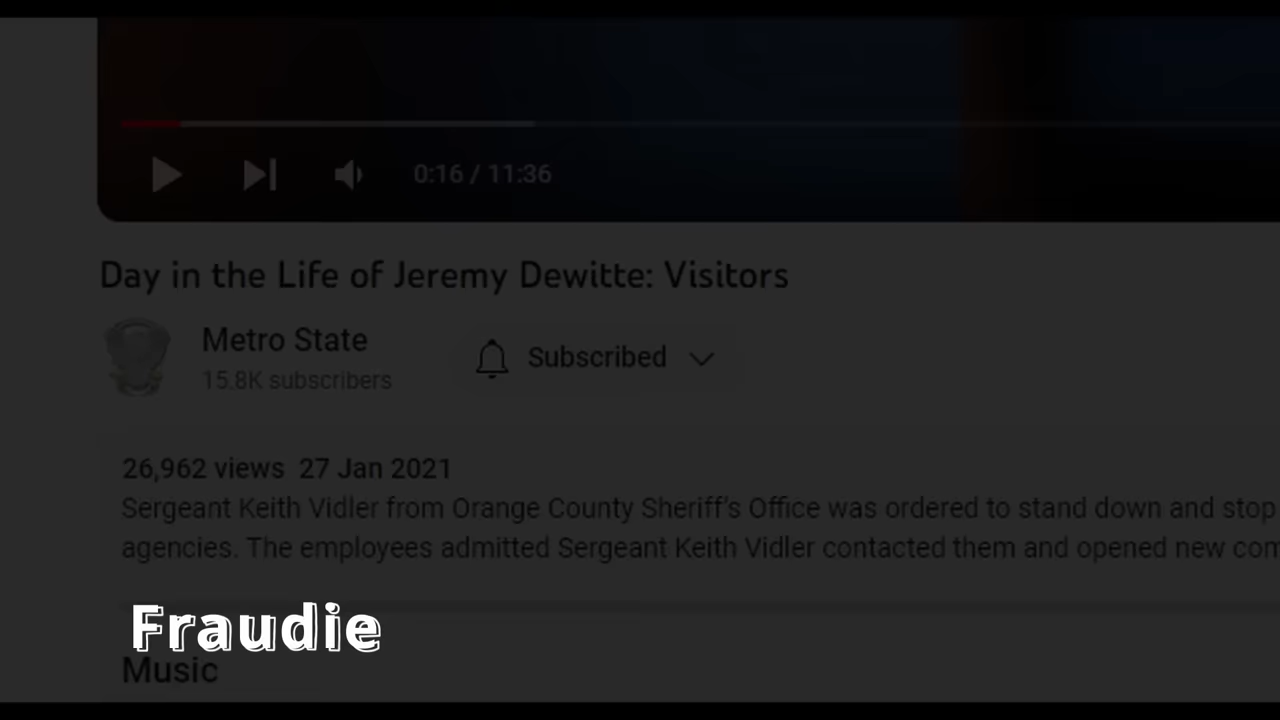 0:16 / 11:36
Day in the Life of Jeremy Dewitte: Visitors
Metro State
15.8K subscribers
Subscribed
26,962 views 27 Jan 2021
Sergeant Keith Vidler from Orange County Sheriff's Office was ordered to stand down and stop
agencies. The employees admitted Sergeant Keith Vidler contacted them and opened new com
Fraudie
Music